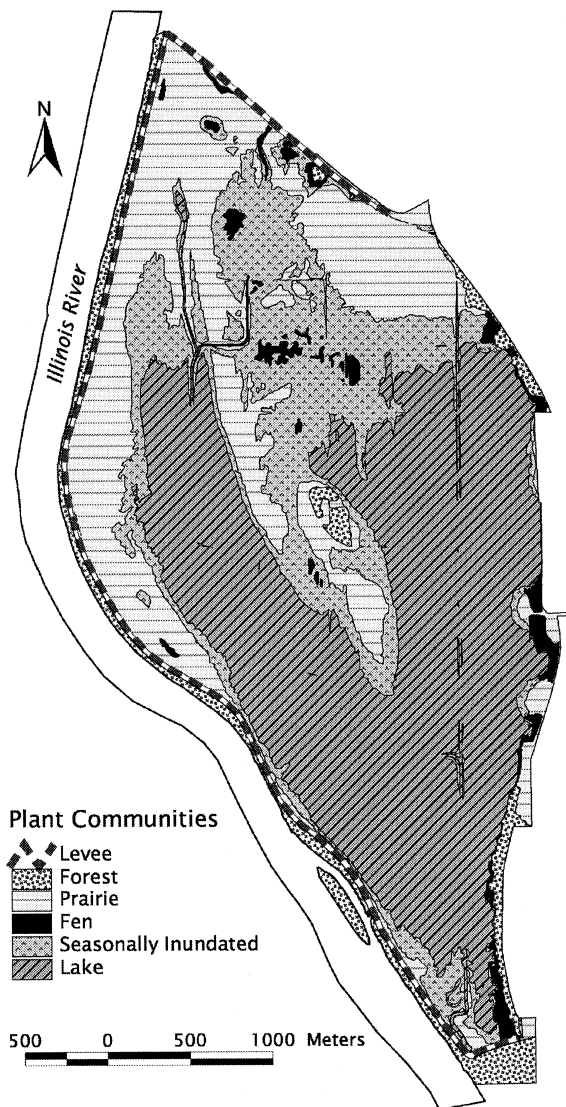 N
Illinois River
Plant Communities
Levee
Forest
Prairie
Fen
Seasonally Inundated
Lake
500 0 500 1000 Meters